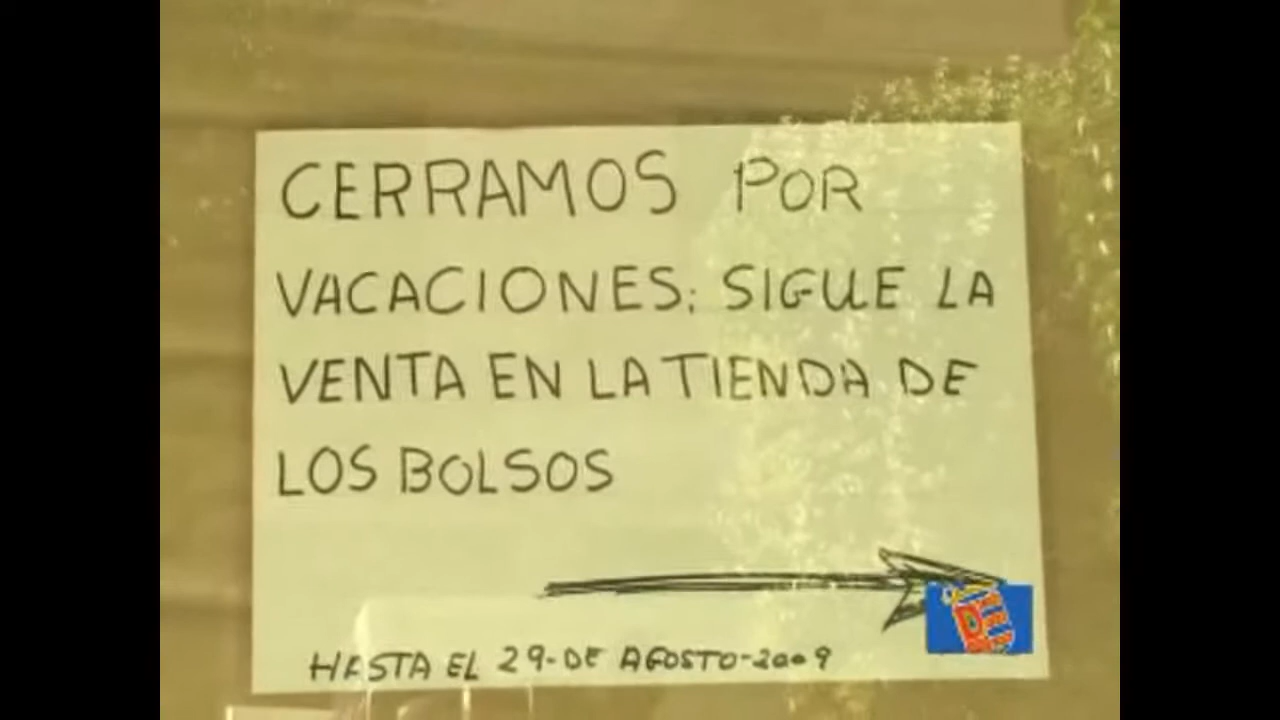 CERRAMOS POR
VACACIONES; SIGUE LA
VENTA EN LA TIENDA DE
LOS BOLSOS
HASTA EL 29-DE AGOSTO-2009